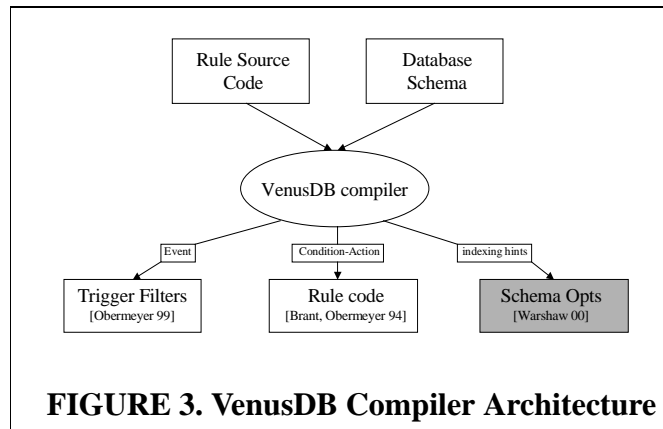 Rule Source
Code
Database
Schema
VenusDB compiler
Event
Condition-Action
indexing hints
Trigger Filters
[Obermeyer 99]
Rule code
[Brant, Obermeyer 94]
Schema Opts
[Warshaw 00]
FIGURE 3. VenusDB Compiler Architecture